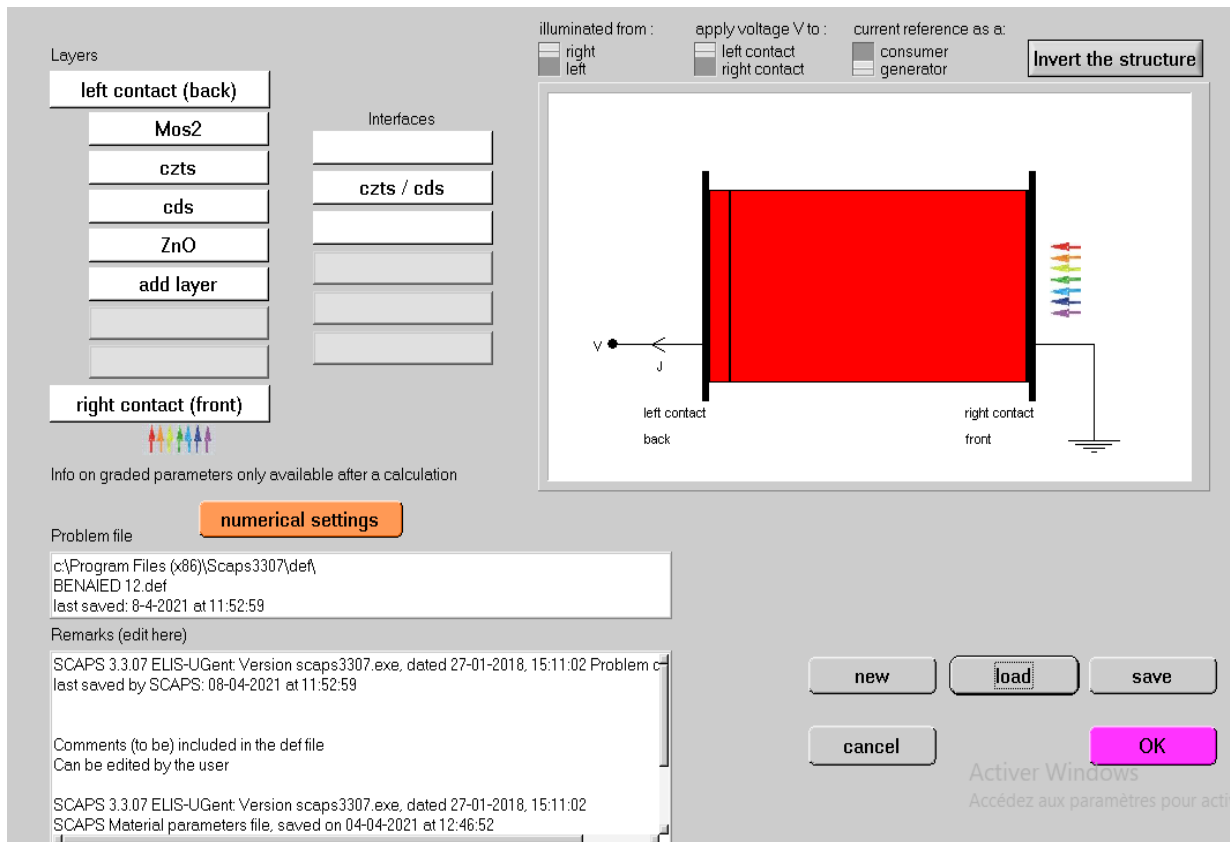 illuminated from :
right
left
apply voltage V to :
left contact
right contact
current reference as a:
consumer
generator
Invert the structure
Layers
left contact (back)
Mos2
czts
cds
ZnO
add layer
right contact (front)
Interfaces
czts / cds
V
J
left contact
back
right contact
front
Info on graded parameters only available after a calculation
numerical settings
Problem file
c:\Program Files (x86)\Scaps3307\def\
BENAIED 12.def
last saved: 8-4-2021 at 11:52:59
Remarks (edit here)
SCAPS 3.3.07 ELIS-UGent: Version scaps3307.exe, dated 27-01-2018, 15:11:02 Problem
last saved by SCAPS: 08-04-2021 at 11:52:59
Comments (to be) included in the def file
Can be edited by the user
SCAPS 3.3.07 ELIS-UGent: Version scaps3307.exe, dated 27-01-2018, 15:11:02
SCAPS Material parameters file, saved on 04-04-2021 at 12:46:52
new
load
save
cancel
OK
Activer Windows
Accédez aux paramètres pour acti